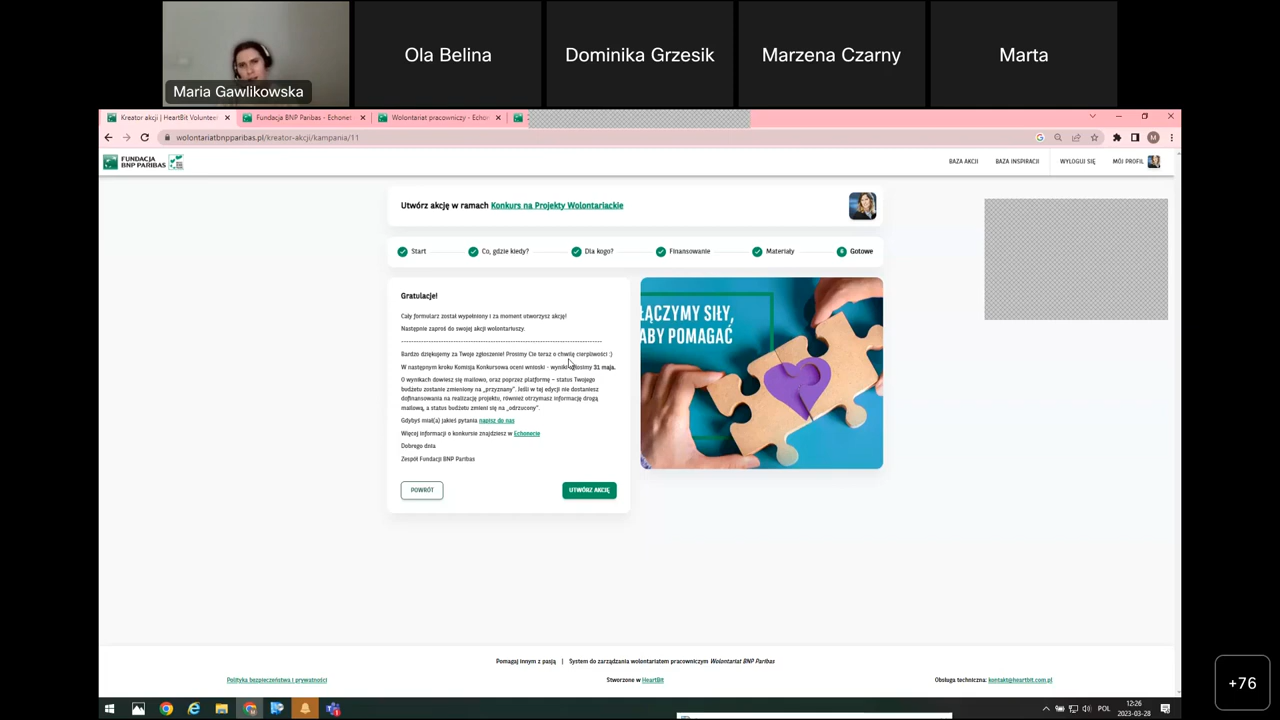 Maria Gawlikowska
Ola Belina
Dominika Grzesik
Marzena Czarny
Marta
Kreator akcji | HeartBit Voluntee
Fundacja BNP Paribas - Echonet
Wolontariat pracowniczy - Echon
wolontariatbnpparibas.pl/kreator-akcji/kampania/11
M
FUNDACJA
BNP PARIBAS
BAZA AKCJI
BAZA INSPIRACJI
WYLOGUJ SIĘ
MÓJ PROFIL
Utwórz akcję w ramach Konkurs na Projekty Wolontariackie
Start
Co, gdzie kiedy?
Dla kogo?
Finansowanie
Materiały
6 Gotowe
Gratulacje!
Cały formularz został wypełniony i za moment utworzysz akcję!
Następnie zaproś do swojej akcji wolontariuszy.
Bardzo dziękujemy za Twoje zgłoszenie! Prosimy Cię teraz o chwilę cierpliwości :)
W następnym kroku Komisja Konkursowa oceni wnioski - wyniki 31 maja.
O wynikach dowiesz się mailowo, oraz poprzez platformę – status Twojego
budżetu zostanie zmieniony na „przyznany”. Jeśli w tej edycji nie dostaniesz
dofinansowania na realizację projektu, również otrzymasz informację drogą
mailową, a status budżetu zmieni się na „odrzucony”.
Gdybyś miał(a) jakieś pytania napisz do nas
Więcej informacji o konkursie znajdziesz w Echonecie
Dobrego dnia
Zespół Fundacji BNP Paribas
POWRÓT
UTWÓRZ AKCJĘ
ŁĄCZYMY SIŁY,
ABY POMAGAĆ
Pomagaj innym z pasją | System do zarządzania wolontariatem pracowniczym Wolontariat BNP Paribas
Polityka bezpieczeństwa i prywatności
Stworzone w HeartBit
Obsługa techniczna: kontakt@heartbit.com.pl
POL
12:26
2023-03-28
+76